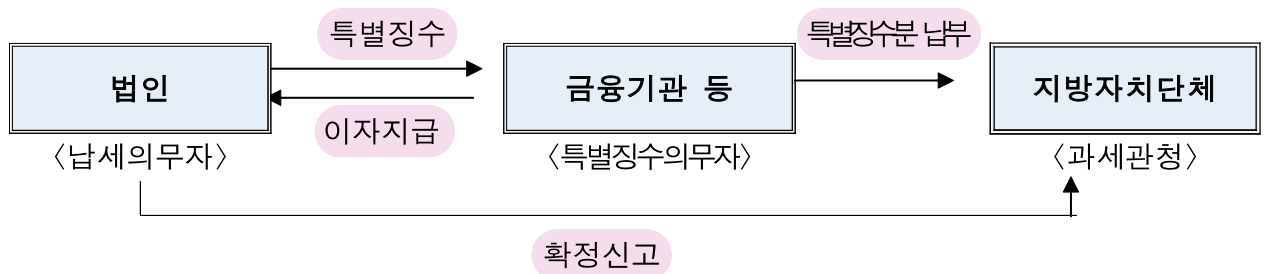 특별징수
특별징수분 납부
법인
금융기관 등
지방자치단체
이자지급
〈납세의무자〉
〈특별징수의무자〉
〈과세관청〉
확정신고